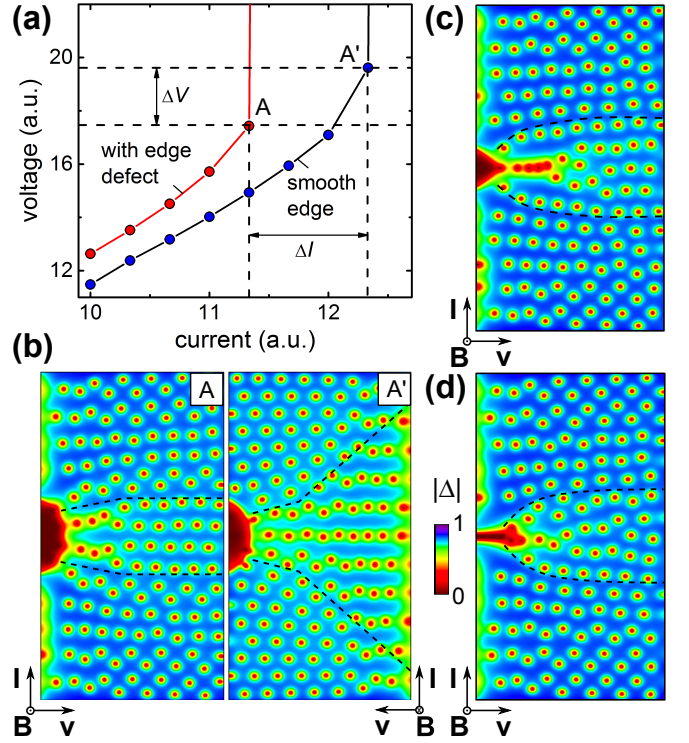 (a)
20
16
12
voltage (a.u.)
10
11
12
current (a.u.)
ΔV
ΔI
A
A'
with edge
defect
smooth
edge
(b)
A
A'
I
B
v
I
v
B
(c)
I
B
v
(d)
|Δ|
1
0
I
B
v